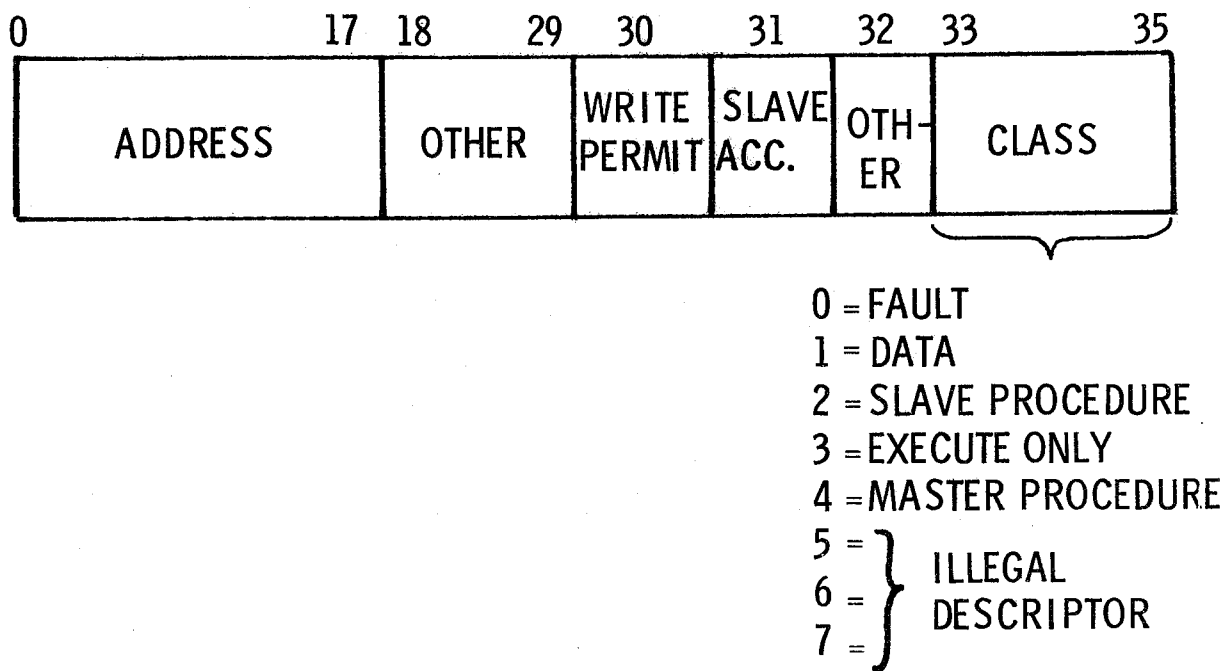 0 17 18 29 30 31 32 33 35
ADDRESS OTHER WRITE PERMIT SLAVE ACC. OTH-ER CLASS
0 = FAULT
1 = DATA
2 = SLAVE PROCEDURE
3 = EXECUTE ONLY
4 = MASTER PROCEDURE
5 =
6 =
7 =
ILLEGAL
DESCRIPTOR